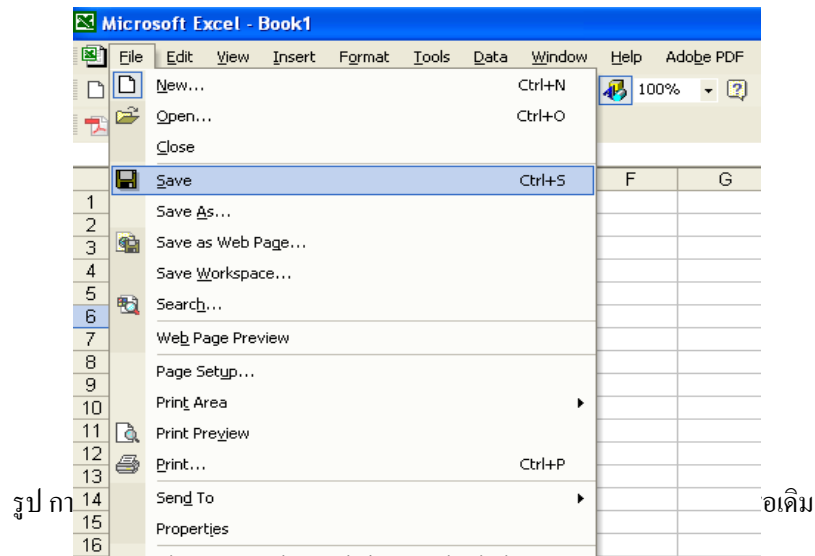 Microsoft Excel - Book1
File Edit View Insert Format Tools Data Window Help Adobe PDF
New... Ctrl+N 100%
Open... Ctrl+O
Close
Save Ctrl+S F G
1
Save As...
2
3 Save as Web Page...
4 Save Workspace...
5
Search...
6
7 Web Page Preview
8
Page Setup...
9
10 Print Area
11 Print Preview
12
Print... Ctrl+P
13
รูป 14 Send To อเดิม
15 Properties
16